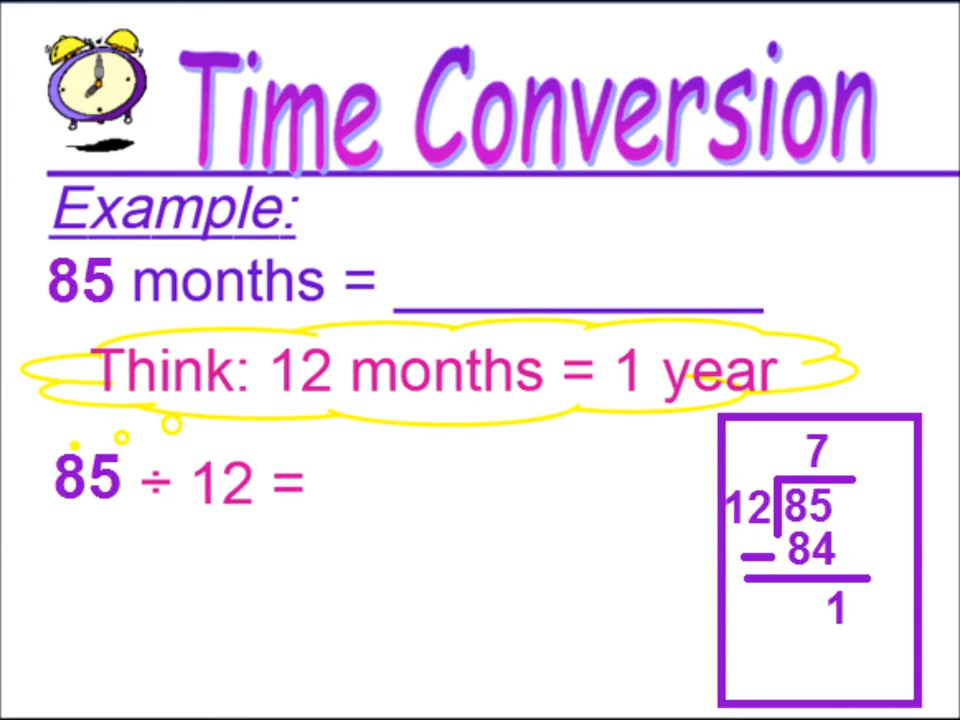 Time Conversion
Example:
85 months = ____________
Think: 12 months = 1 year
85 ÷ 12 =
7
12 85
– 84
1